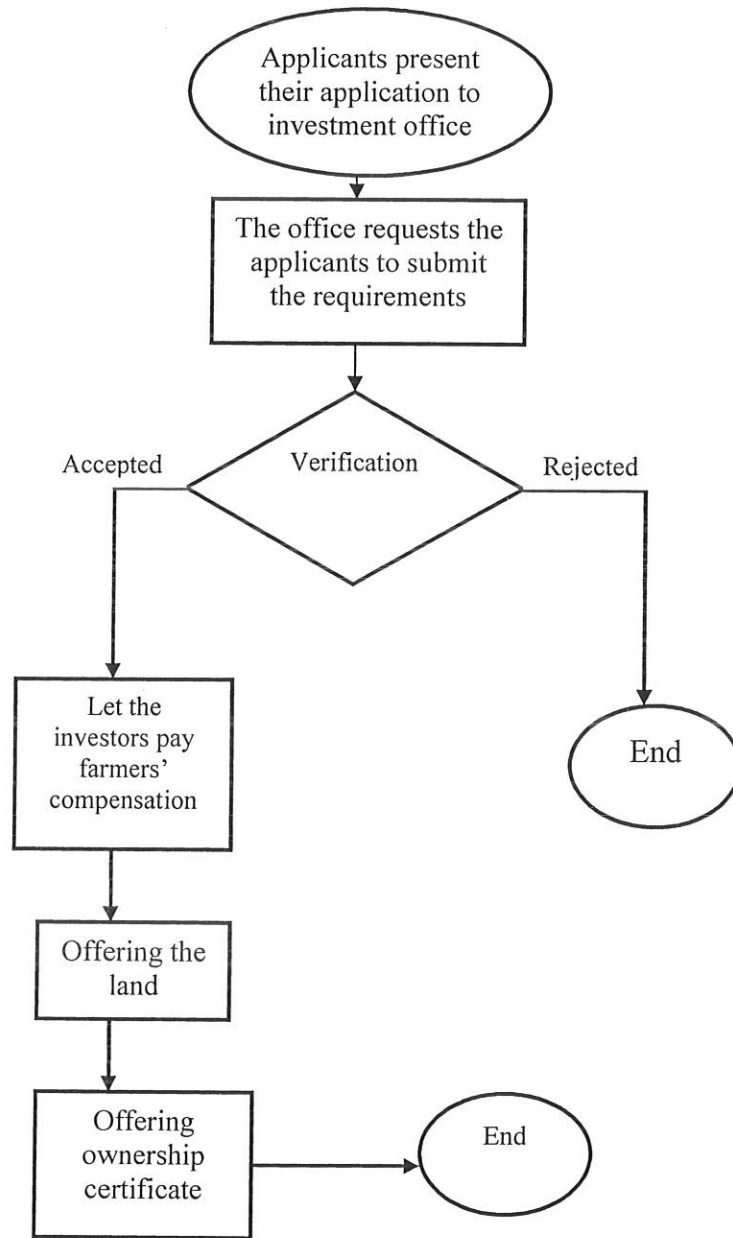 Applicants present
their application to
investment office
The office requests the
applicants to submit
the requirements
Accepted
Verification
Rejected
Let the
investors pay
farmers’
compensation
End
Offering the
land
Offering
ownership
certificate
End